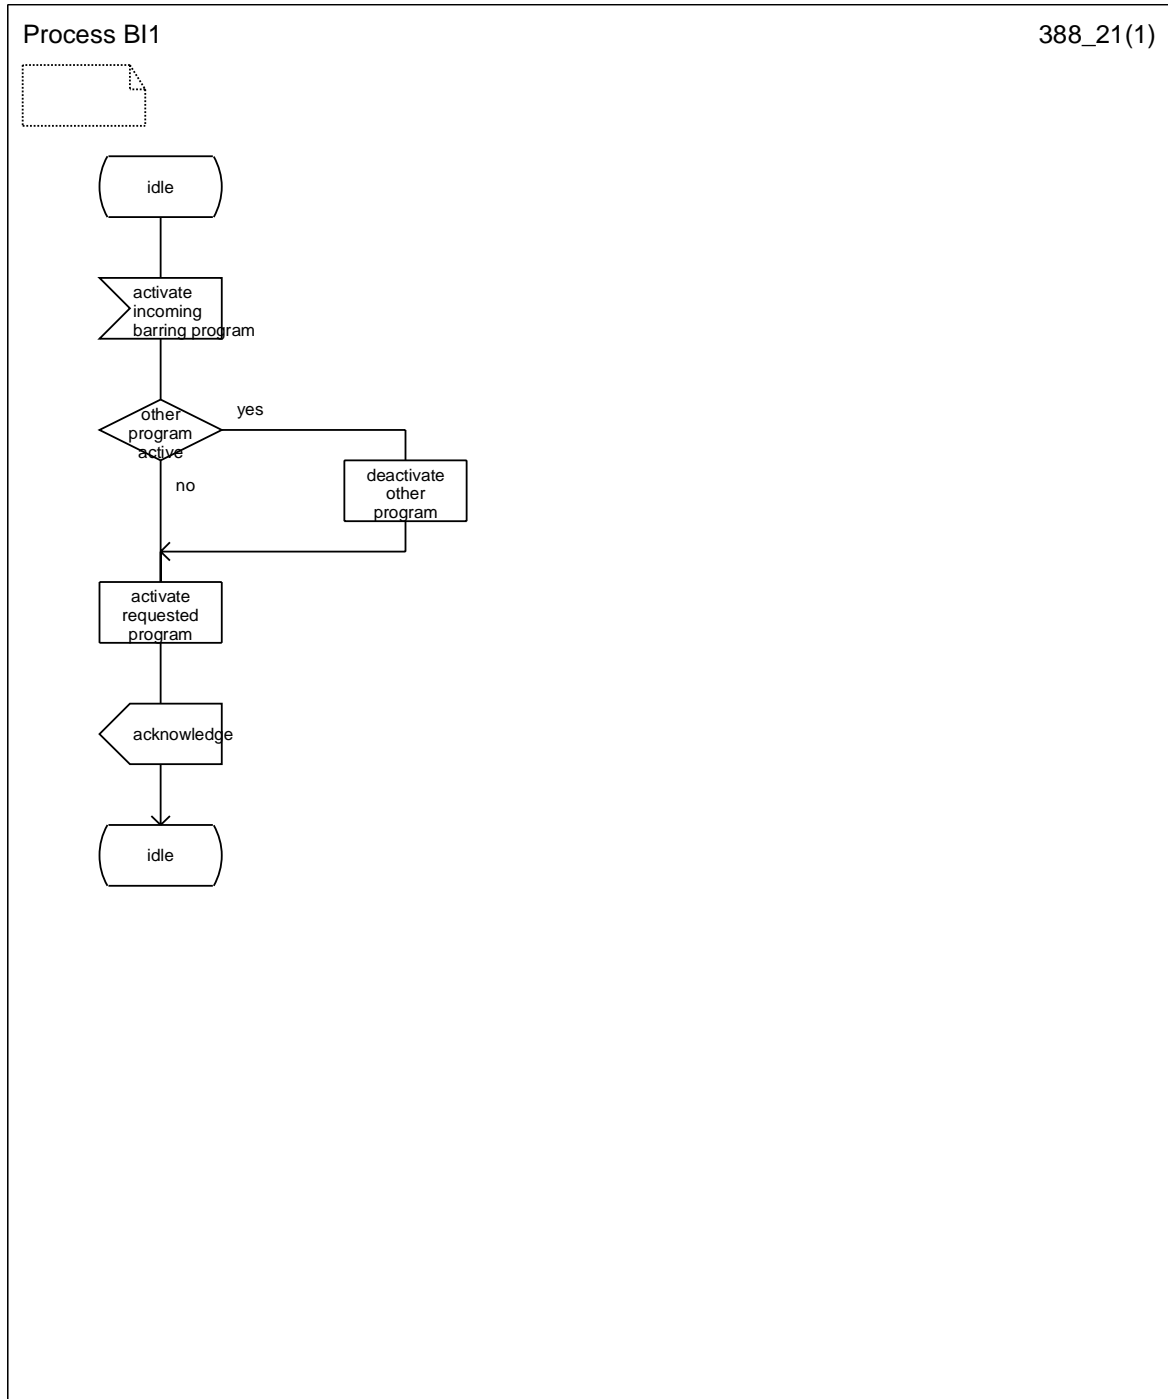 Process BI1
388_21(1)
idle
activate
incoming
barring program
other
program
active
yes
no
deactivate
other
program
activate
requested
program
acknowledge
idle